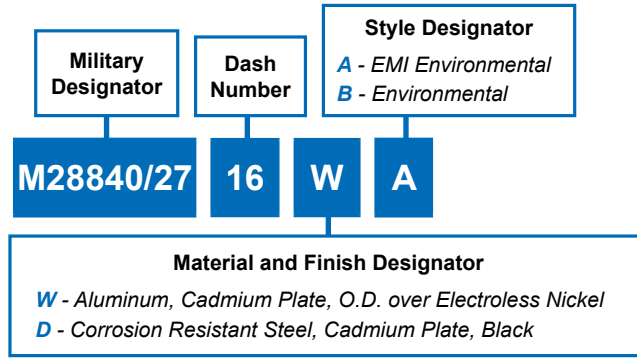 Style Designator
A - EMI Environmental
B - Environmental
Military
Designator
Dash
Number
M28840/27 16 W A
Material and Finish Designator
W - Aluminum, Cadmium Plate, O.D. over Electroless Nickel
D - Corrosion Resistant Steel, Cadmium Plate, Black